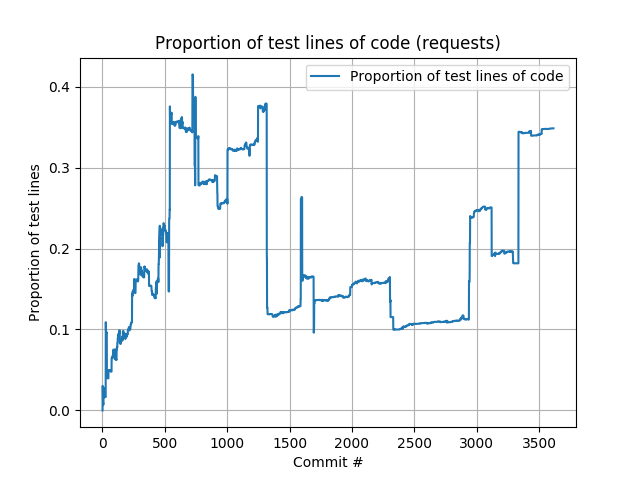 Proportion of test lines of code (requests)
Proportion of test lines of code
Proportion of test lines
0.4
0.3
0.2
0.1
0.0
0 500 1000 1500 2000 2500 3000 3500
Commit #